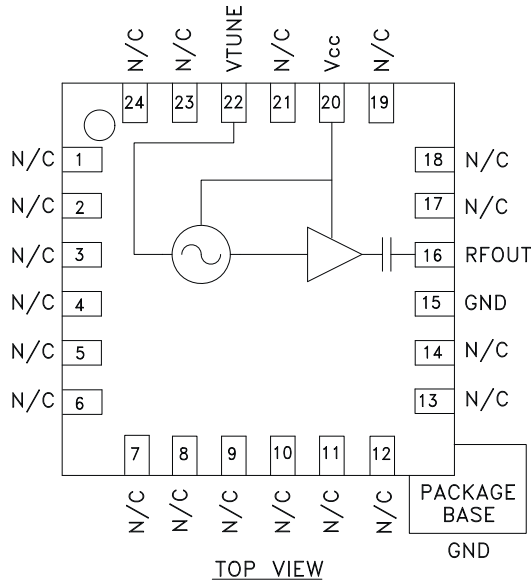 N/C N/C VTUNE N/C Vcc N/C
24 23 22 21 20 19
N/C 1
N/C 2
N/C 3
N/C 4
N/C 5
N/C 6
18 N/C
17 N/C
16 RFOUT
15 GND
14 N/C
13 N/C
7 8 9 10 11 12
N/C N/C N/C N/C N/C N/C
PACKAGE
BASE
GND
TOP VIEW